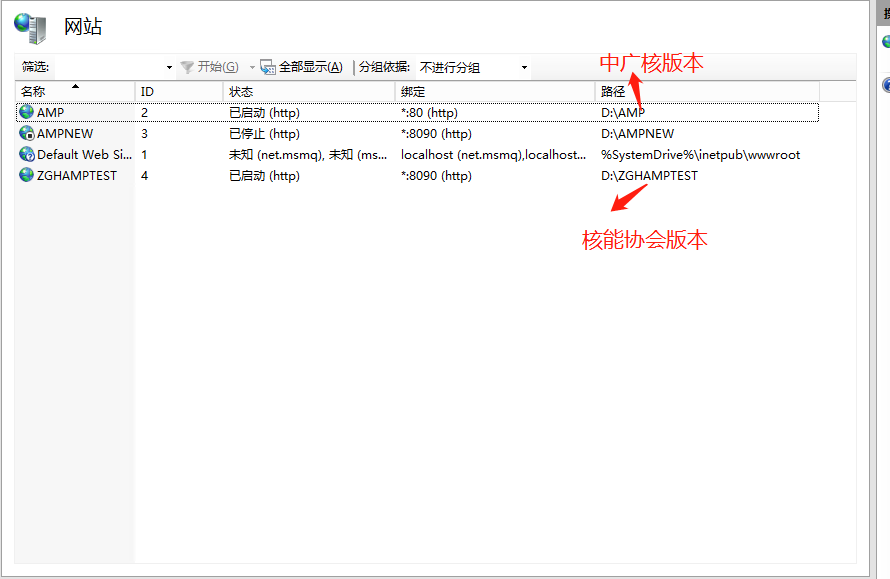 网站
筛选: 开始(G) 全部显示(A) 分组依据: 不进行分组
中广核版本
名称 ID 状态 绑定 路径
AMP 2 已启动 (http) *:80 (http) D:\AMP
AMPNEW 3 已停止 (http) *:8090 (http) D:\AMPNEW
Default Web Si... 1 未知 (net.msmq), 未知 (ms... localhost (net.msmq),localhost... %SystemDrive%\inetpub\wwwroot
ZGHAMPTEST 4 已启动 (http) *:8090 (http) D:\ZGHAMPTEST
核能协会版本